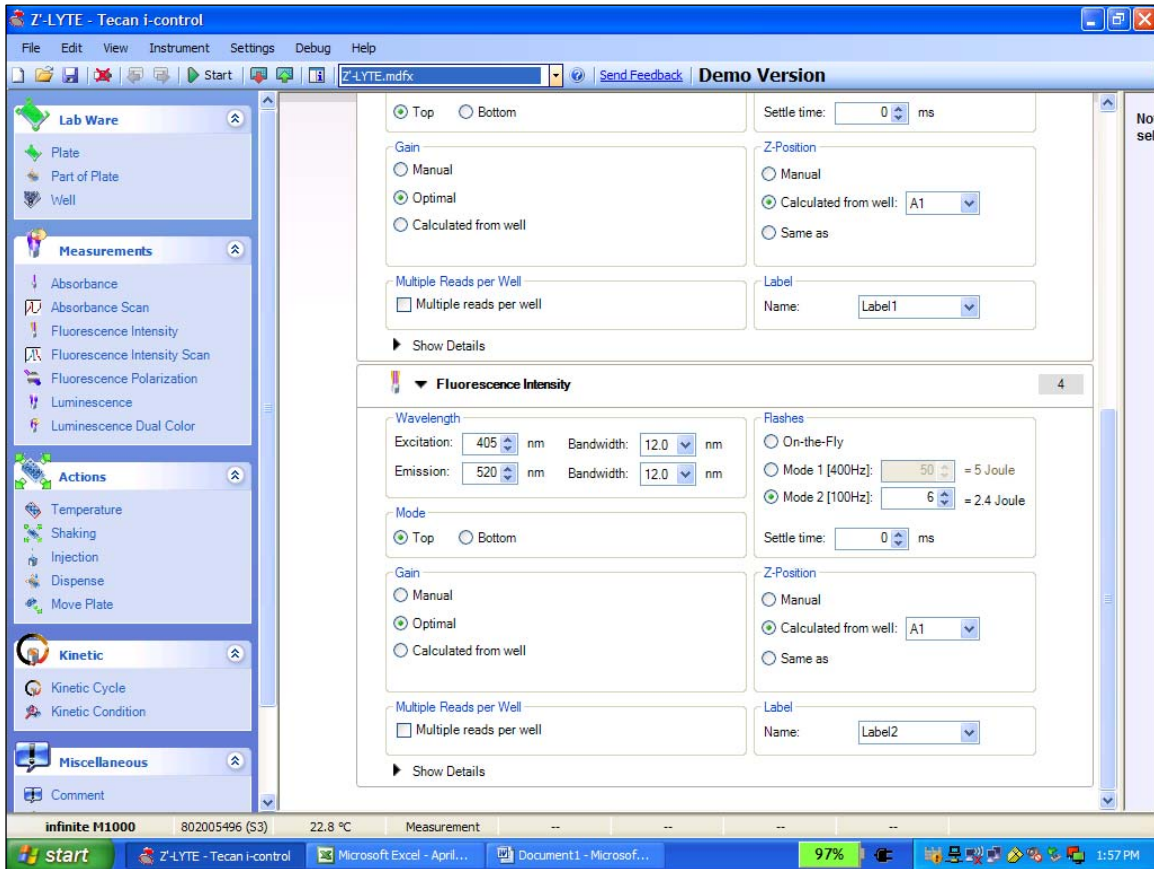 Z'-LYTE - Tecan i-control
File Edit View Instrument Settings Debug Help
Start Z'-LYTE.mdfx Send Feedback Demo Version
Lab Ware
Plate
Part of Plate
Well
Measurements
Absorbance
Absorbance Scan
Fluorescence Intensity
Fluorescence Intensity Scan
Fluorescence Polarization
Luminescence
Luminescence Dual Color
Actions
Temperature
Shaking
Injection
Dispense
Move Plate
Kinetic
Kinetic Cycle
Kinetic Condition
Miscellaneous
Comment
Top Bottom
Settle time: 0 ms
Gain
Manual
Optimal
Calculated from well
Z-Position
Manual
Calculated from well: A1
Same as
Multiple Reads per Well
Multiple reads per well
Label
Name: Label1
Show Details
Fluorescence Intensity 4
Wavelength
Excitation: 405 nm Bandwidth: 12.0 nm
Emission: 520 nm Bandwidth: 12.0 nm
Flashes
On-the-Fly
Mode 1 [400Hz]: 50 = 5 Joule
Mode 2 [100Hz]: 6 = 2.4 Joule
Settle time: 0 ms
Mode
Top Bottom
Gain
Manual
Optimal
Calculated from well
Z-Position
Manual
Calculated from well: A1
Same as
Multiple Reads per Well
Multiple reads per well
Label
Name: Label2
Show Details
infinite M1000 802005496 (S3) 22.8 °C Measurement -- -- -- --
start Z'-LYTE - Tecan i-control Microsoft Excel - April... Document1 - Microsof... 97% 1:57 PM